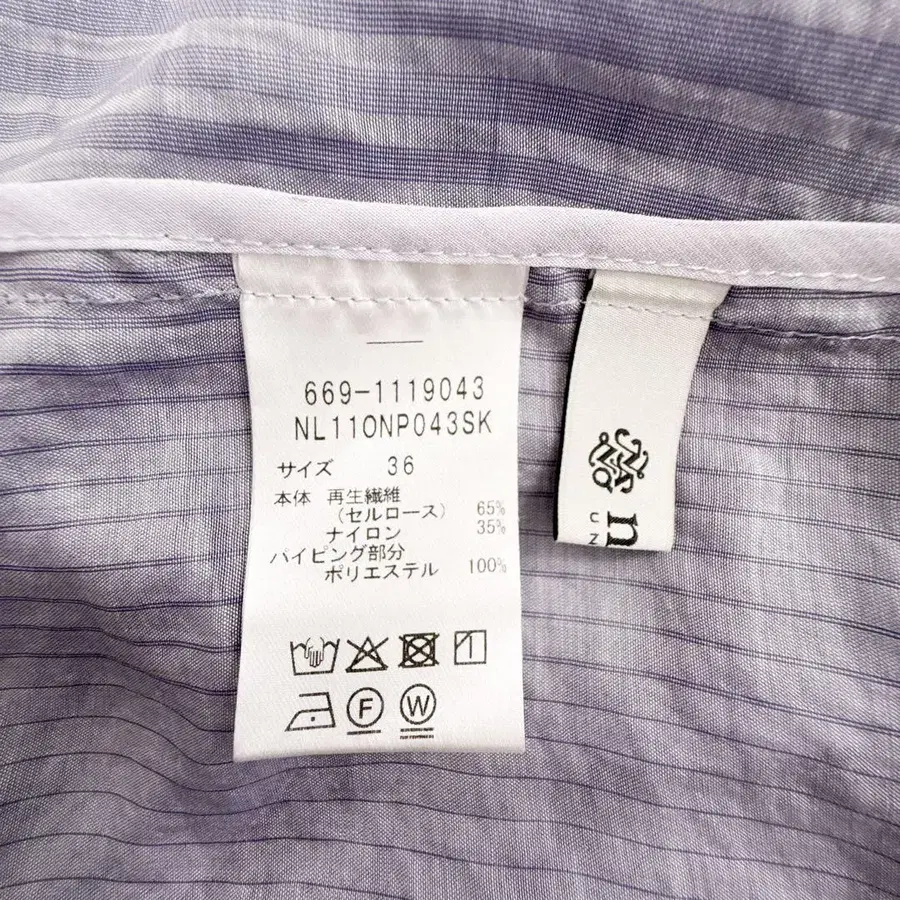 669-1119043
NL110NP043SK
サイズ 36
本体 再生繊維
（セルロース） 65%
ナイロン 35%
パイピング部分
ポリエステル 100%
F
W
n